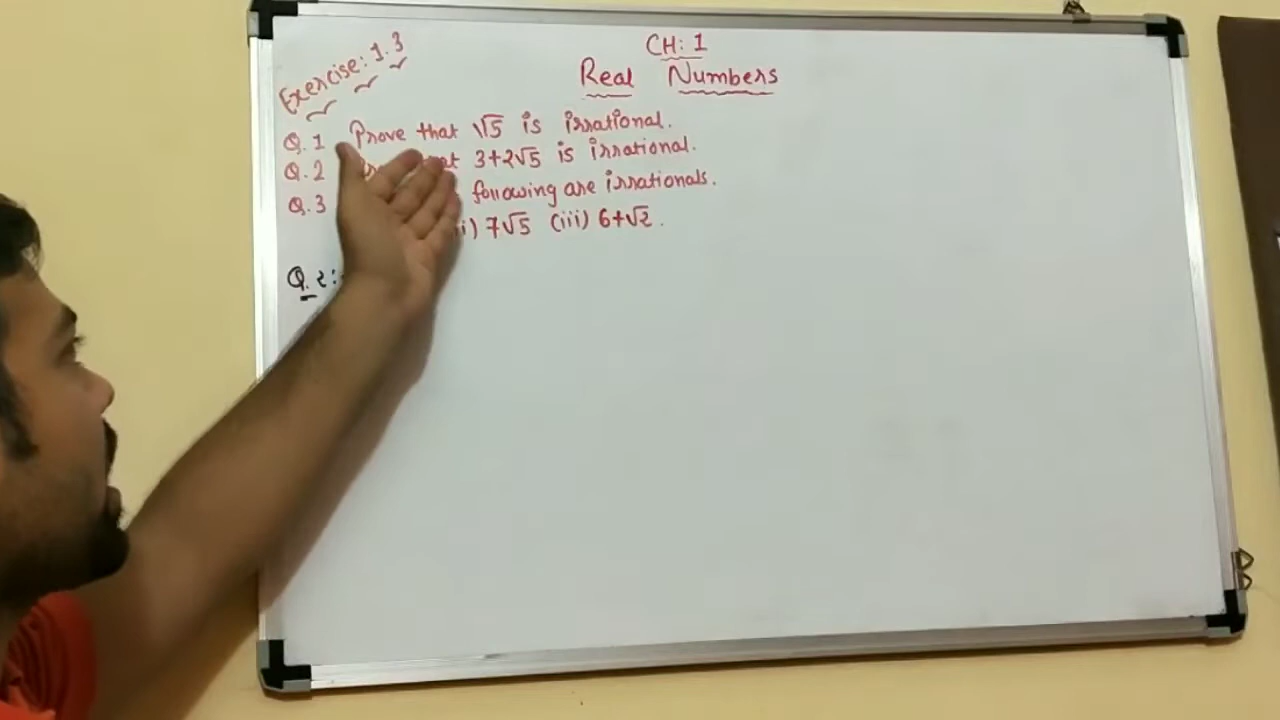 CH: 1
Real Numbers
Exercise: 1.3
Q.1 Prove that √5 is irrational.
Q.2 3+2√5 is irrational.
Q.3 following are irrationals.
7√5 (iii) 6+√2.
Q.2: